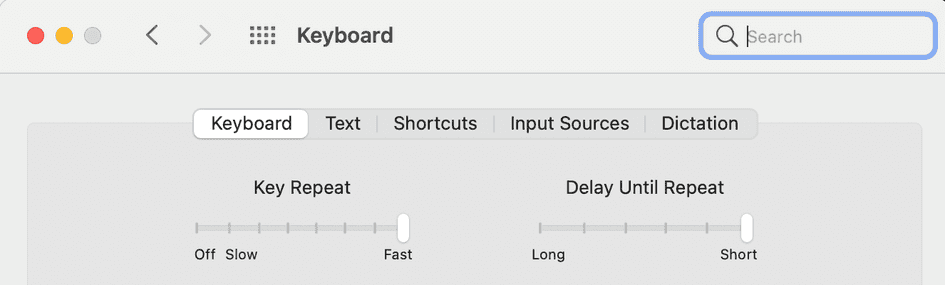 Keyboard
Search
Keyboard Text Shortcuts Input Sources Dictation
Key Repeat Delay Until Repeat
Off Slow Fast Long Short